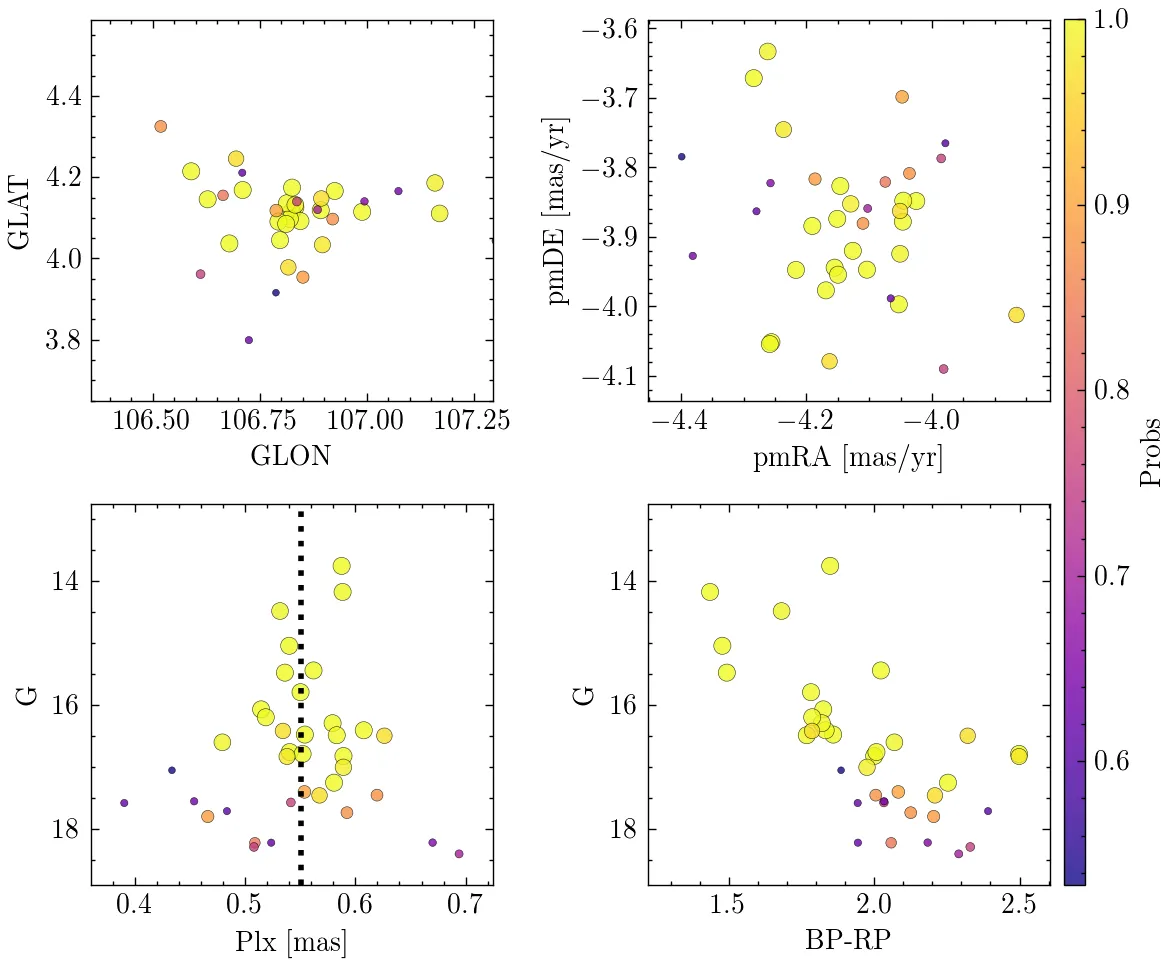 4.4
4.2
4.0
3.8
GLAT
106.50 106.75 107.00 107.25
GLON
−3.6
−3.7
−3.8
−3.9
−4.0
−4.1
pmDE [mas/yr]
−4.4 −4.2 −4.0
pmRA [mas/yr]
14
16
18
G
0.4 0.5 0.6 0.7
Plx [mas]
14
16
18
G
1.5 2.0 2.5
BP-RP
1.0
0.9
0.8
0.7
0.6
Probs